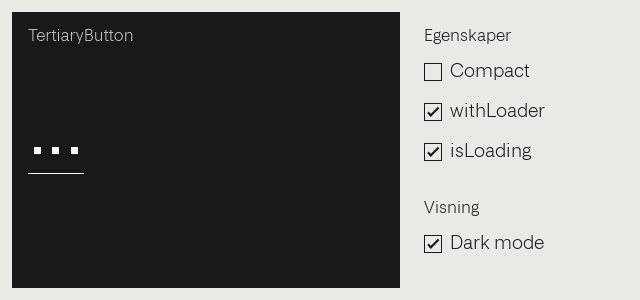 TertiaryButton
Egenskaper
Compact
withLoader
isLoading
Visning
Dark mode